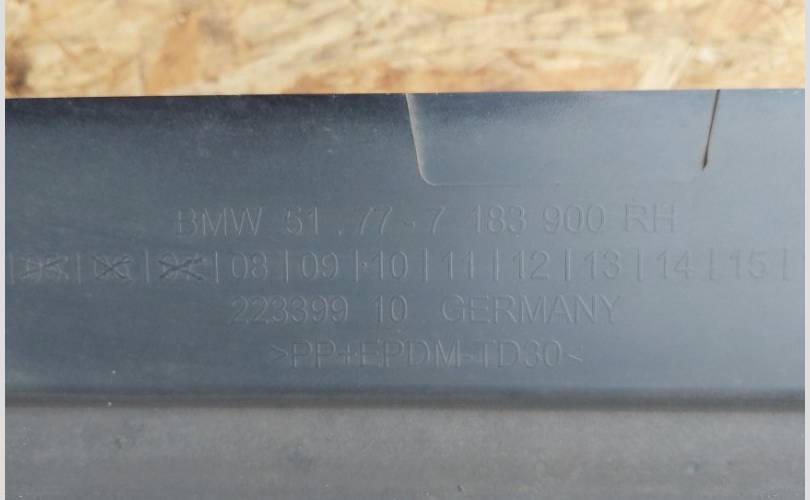 BMW 51.77-7 183 900 RH
05 | 06 | 07 | 08 | 09 | 10 | 11 | 12 | 13 | 14 | 15 |
223399 10 GERMANY
>PP+EPDM-TD30<